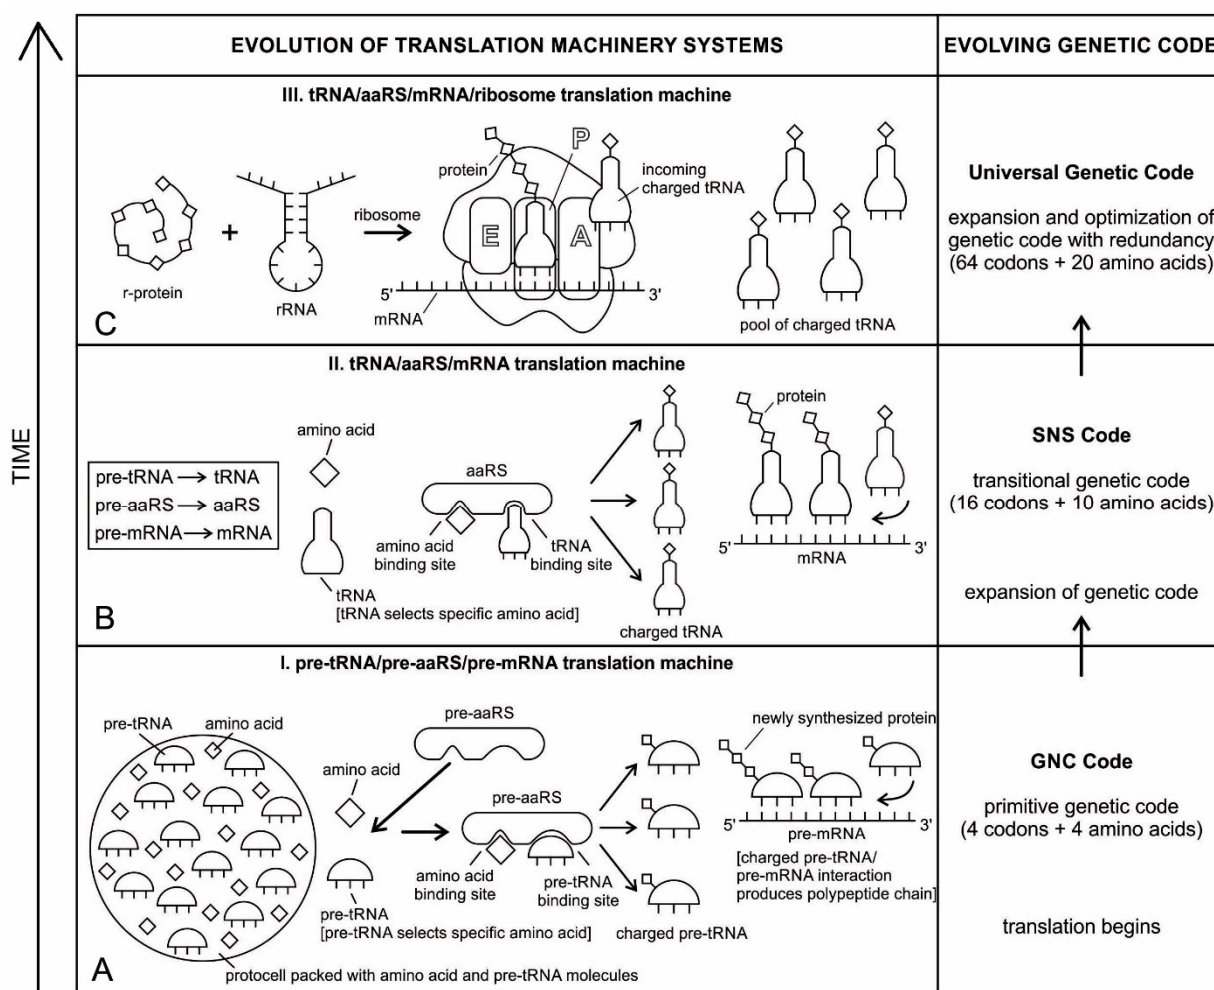 EVOLUTION OF TRANSLATION MACHINERY SYSTEMS
EVOLVING GENETIC CODE
TIME
III. tRNA/aaRS/mRNA/ribosome translation machine
r-protein
+
rRNA
ribosome
protein
P
E
A
incoming
charged tRNA
5'
3'
mRNA
pool of charged tRNA
C
Universal Genetic Code
expansion and optimization of
genetic code with redundancy
(64 codons + 20 amino acids)
II. tRNA/aaRS/mRNA translation machine
pre-tRNA → tRNA
pre-aaRS → aaRS
pre-mRNA → mRNA
amino acid
tRNA
[tRNA selects specific amino acid]
aaRS
amino acid
binding site
tRNA
binding site
charged tRNA
protein
5'
3'
mRNA
B
SNS Code
transitional genetic code
(16 codons + 10 amino acids)
expansion of genetic code
I. pre-tRNA/pre-aaRS/pre-mRNA translation machine
pre-tRNA
amino acid
protocell packed with amino acid and pre-tRNA molecules
pre-aaRS
amino acid
pre-tRNA
[pre-tRNA selects specific amino acid]
pre-aaRS
amino acid
binding site
pre-tRNA
binding site
charged pre-tRNA
newly synthesized protein
5'
3'
pre-mRNA
[charged pre-tRNA/
pre-mRNA interaction
produces polypeptide chain]
A
GNC Code
primitive genetic code
(4 codons + 4 amino acids)
translation begins